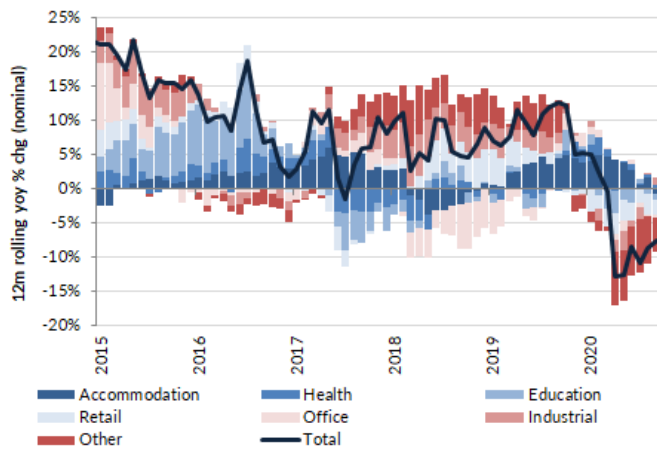 25%
20%
15%
10%
5%
0%
-5%
-10%
-15%
-20%
12m rolling yoy % chg (nominal)
2015 2016 2017 2018 2019 2020
Accommodation Health Education
Retail Office Industrial
Other Total